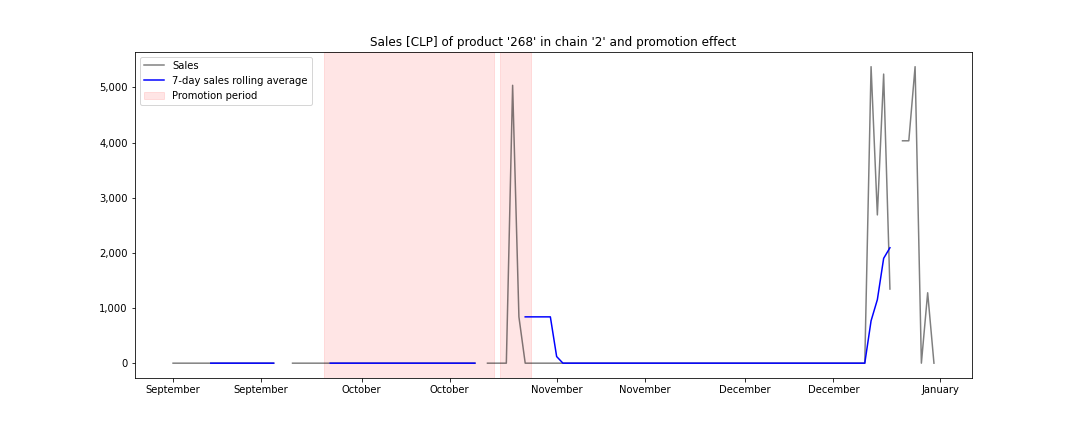 Sales [CLP] of product '268' in chain '2' and promotion effect
Sales
7-day sales rolling average
Promotion period
5,000
4,000
3,000
2,000
1,000
0
September September October October November November December December January